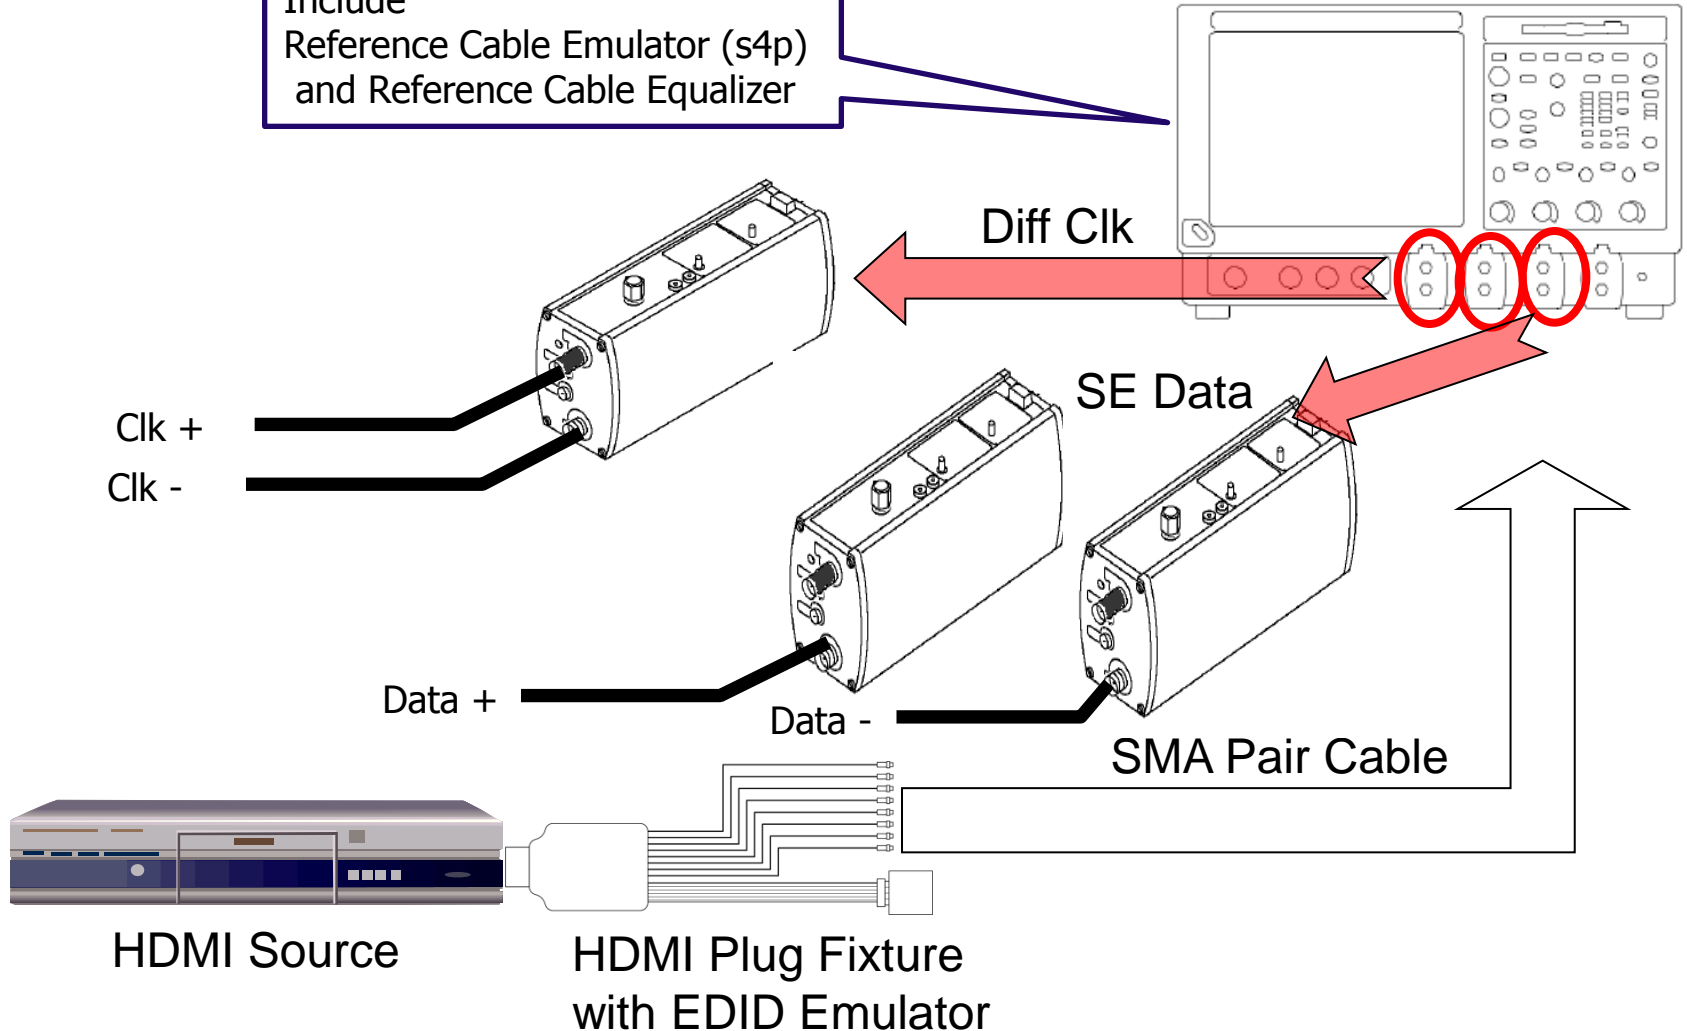 Include
Reference Cable Emulator (s4p)
and Reference Cable Equalizer
Diff Clk
SE Data
Clk +
Clk -
Data +
Data -
SMA Pair Cable
HDMI Source
HDMI Plug Fixture
with EDID Emulator